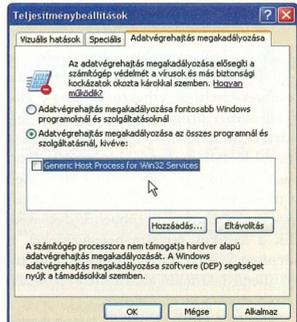 Teljesítménybeállítások
Vizuális hatások
Speciális
Adatvégrehajtás megakadályozása
Az adatvégrehajtás megakadályozása elősegíti a
számítógép védelmét a vírusok és más biztonsági
kockázatok okozta károkkal szemben. Hogyan
működik?
Adatvégrehajtás megakadályozása fontosabb Windows
programoknál és szolgáltatásoknál
Adatvégrehajtás megakadályozása az összes programnál és
szolgáltatásnál, kivéve:
Generic Host Process for Win32 Services
Hozzáadás...
Eltávolítás
A számítógép processzora nem támogatja hardver alapú
adatvégrehajtás megakadályozását. A Windows
adatvégrehajtás megakadályozása szoftvere (DEP) segítséget
nyújt a támadásokkal szemben.
OK
Mégse
Alkalmaz